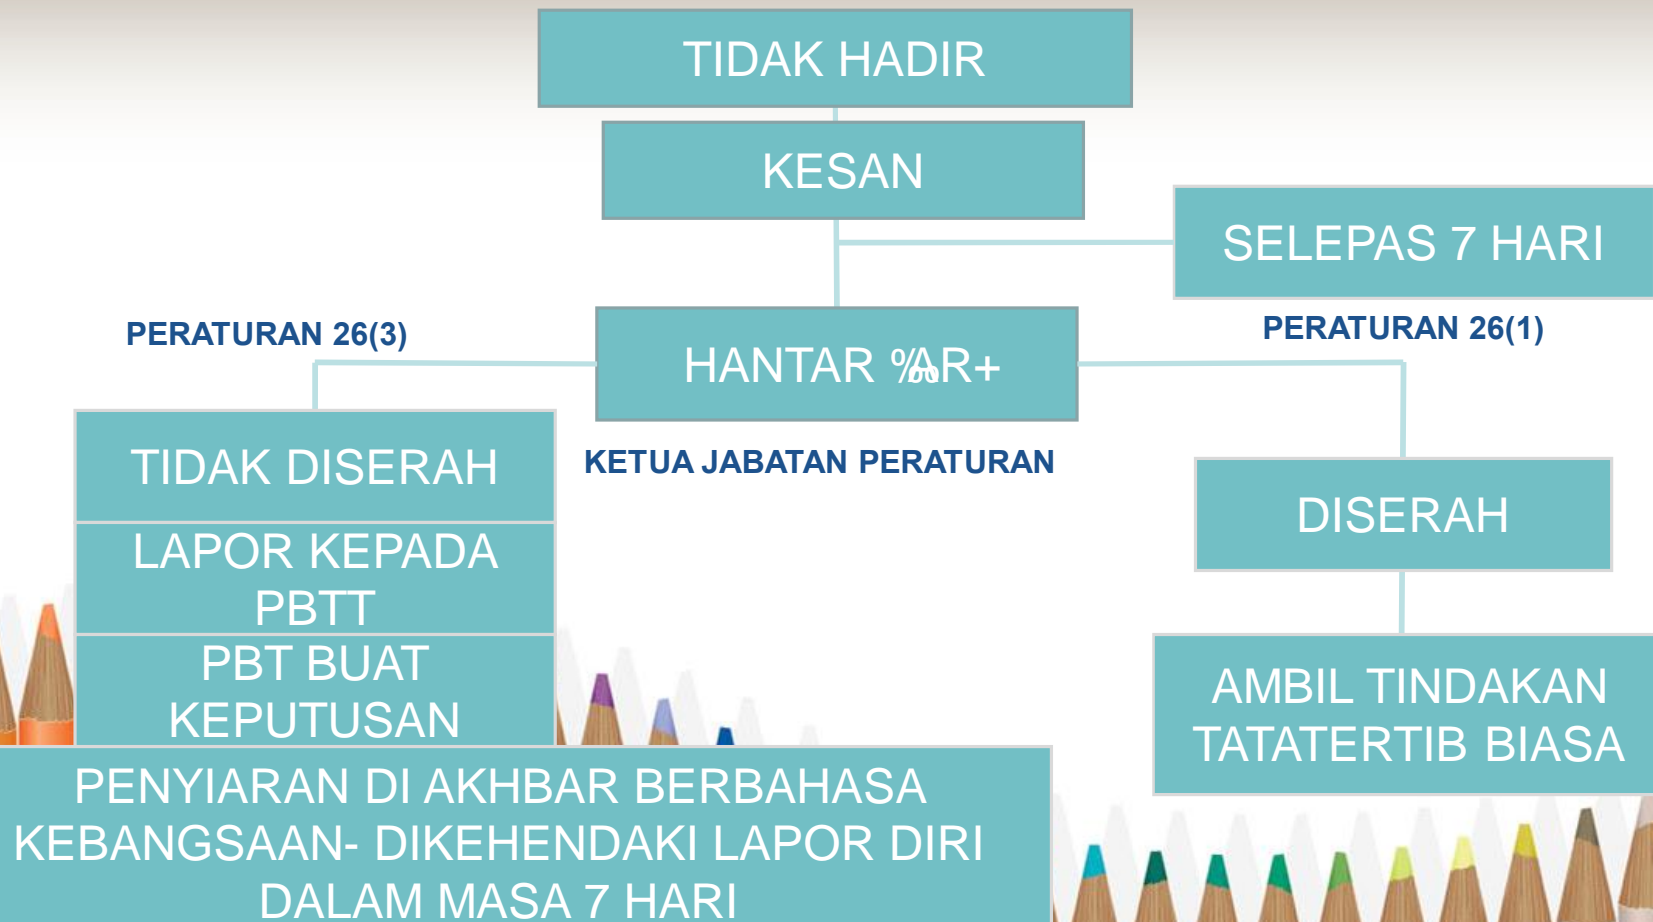 TIDAK HADIR
KESAN
SELEPAS 7 HARI
PERATURAN 26(3)
PERATURAN 26(1)
HANTAR
KETUA JABATAN PERATURAN
TIDAK DISERAH
LAPOR KEPADA
PBTT
PBT BUAT
KEPUTUSAN
PENYIARAN DI AKHBAR BERBAHASA
KEBANGSAAN- DIKEHENDAKI LAPOR DIRI
DALAM MASA 7 HARI
DISERAH
AMBIL TINDAKAN
TATATERTIB BIASA